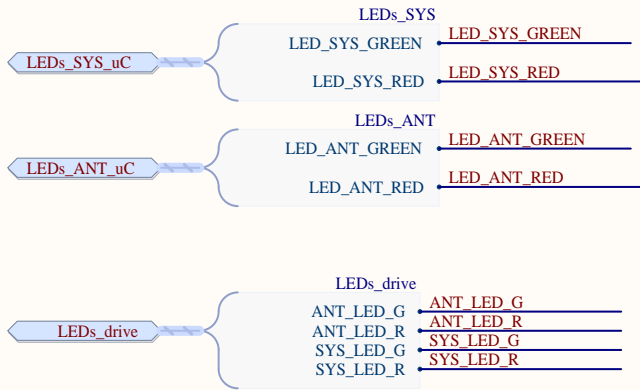 LEDs_SYS
LEDs_SYS_uC
LED_SYS_GREEN LED_SYS_GREEN
LED_SYS_RED LED_SYS_RED
LEDs_ANT
LEDs_ANT_uC
LED_ANT_GREEN LED_ANT_GREEN
LED_ANT_RED LED_ANT_RED
LEDs_drive
LEDs_drive
ANT_LED_G ANT_LED_G
ANT_LED_R ANT_LED_R
SYS_LED_G SYS_LED_G
SYS_LED_R SYS_LED_R